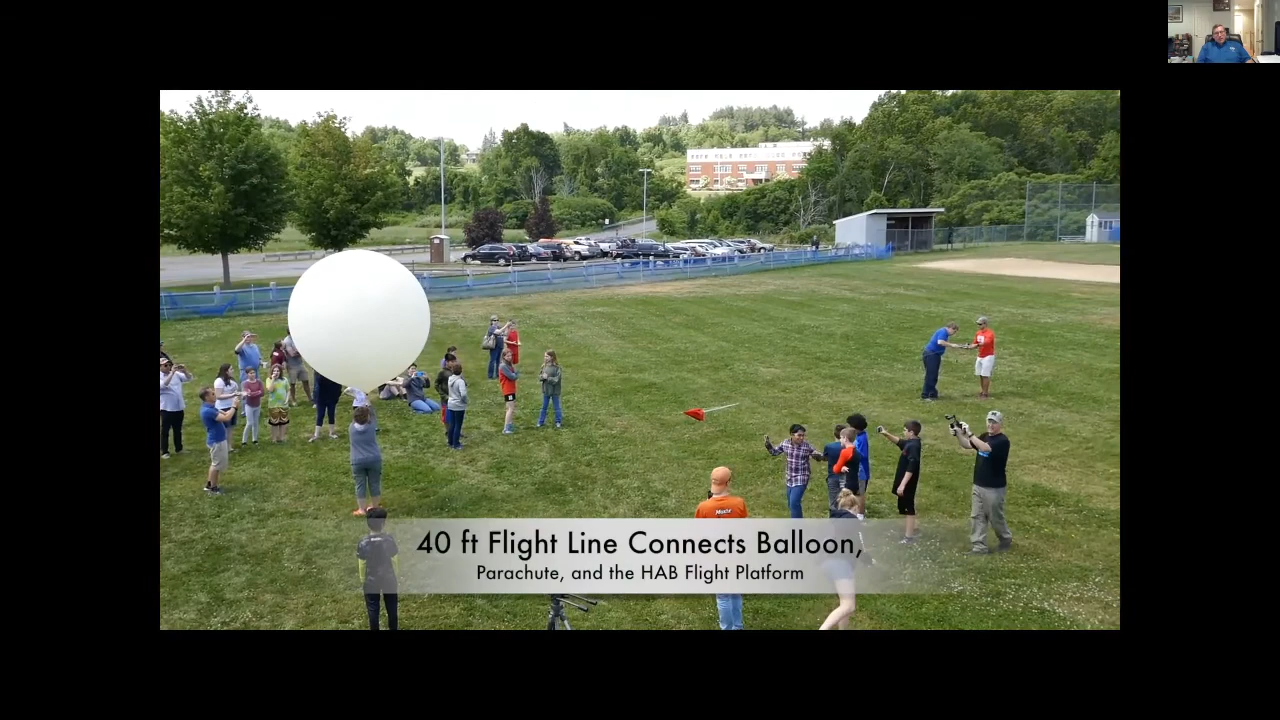 40 ft Flight Line Connects Balloon,
Parachute, and the HAB Flight Platform